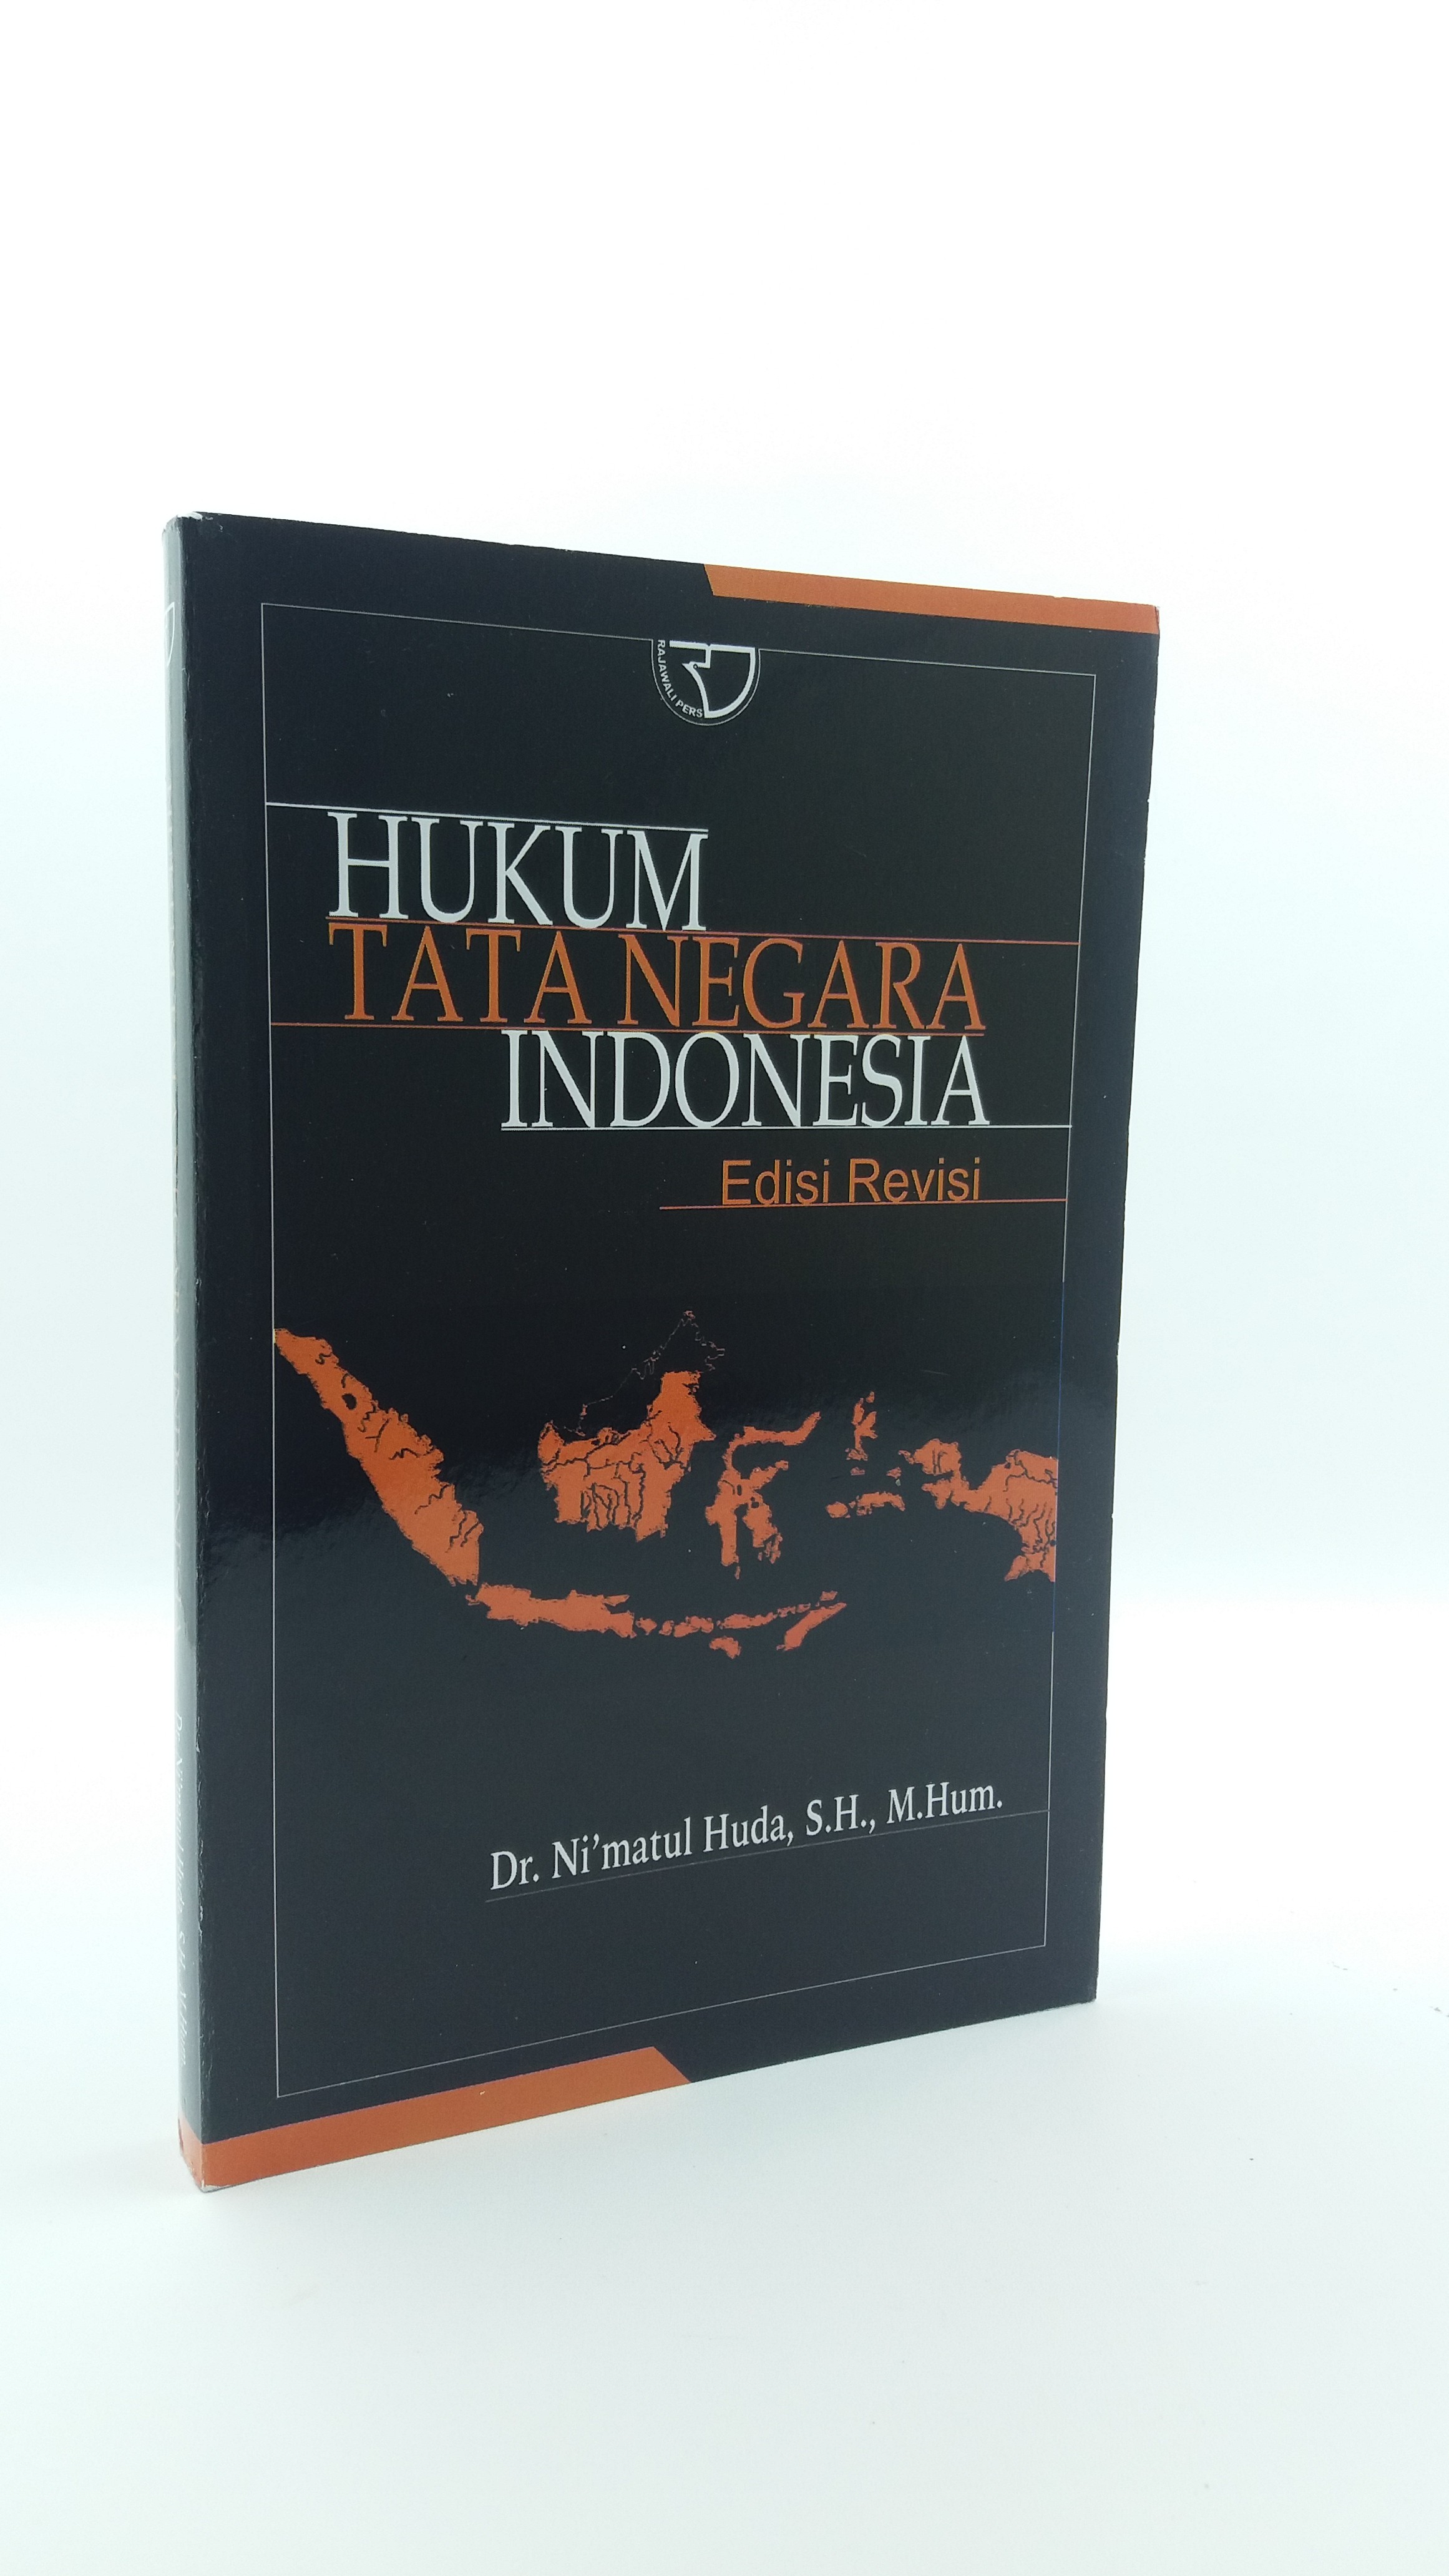 RAJAWALI PERS
HUKUM
TATA NEGARA
INDONESIA
Edisi Revisi
Dr. Ni’matul Huda, S.H., M.Hum.